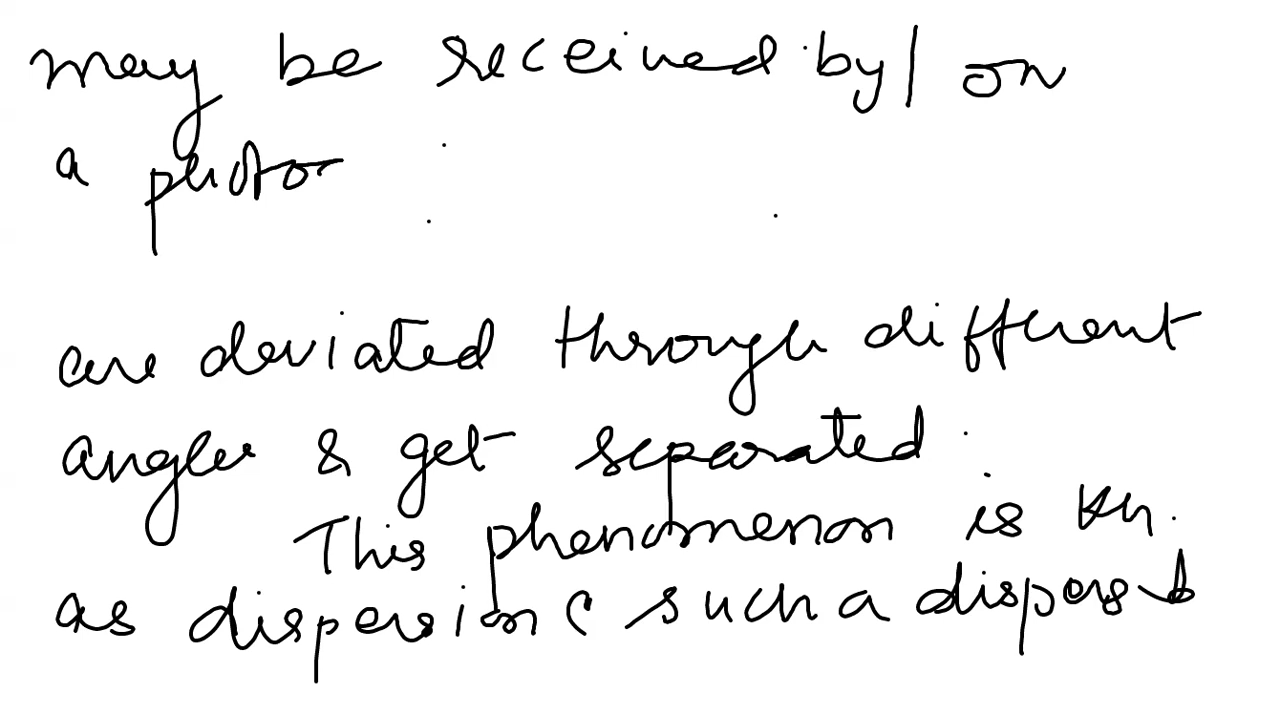 may be received by/ on
a photo
are deviated through different
angles & get separated.
This phenomenon is kn.
as dispersion ( such a dispersed